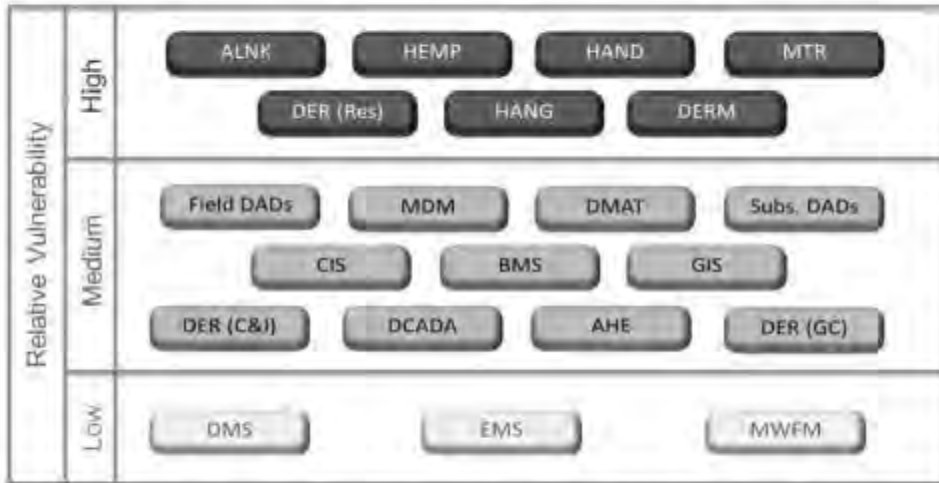 Relative Vulnerability
High
ALNK HEMP HAND MTR
DER (Res) HANG DERM
Medium
Field DADs MDM DMAT Subs. DADs
CIS BMS GIS
DER (C&I) DCADA AHE DER (GC)
Low
DMS EMS MWFM